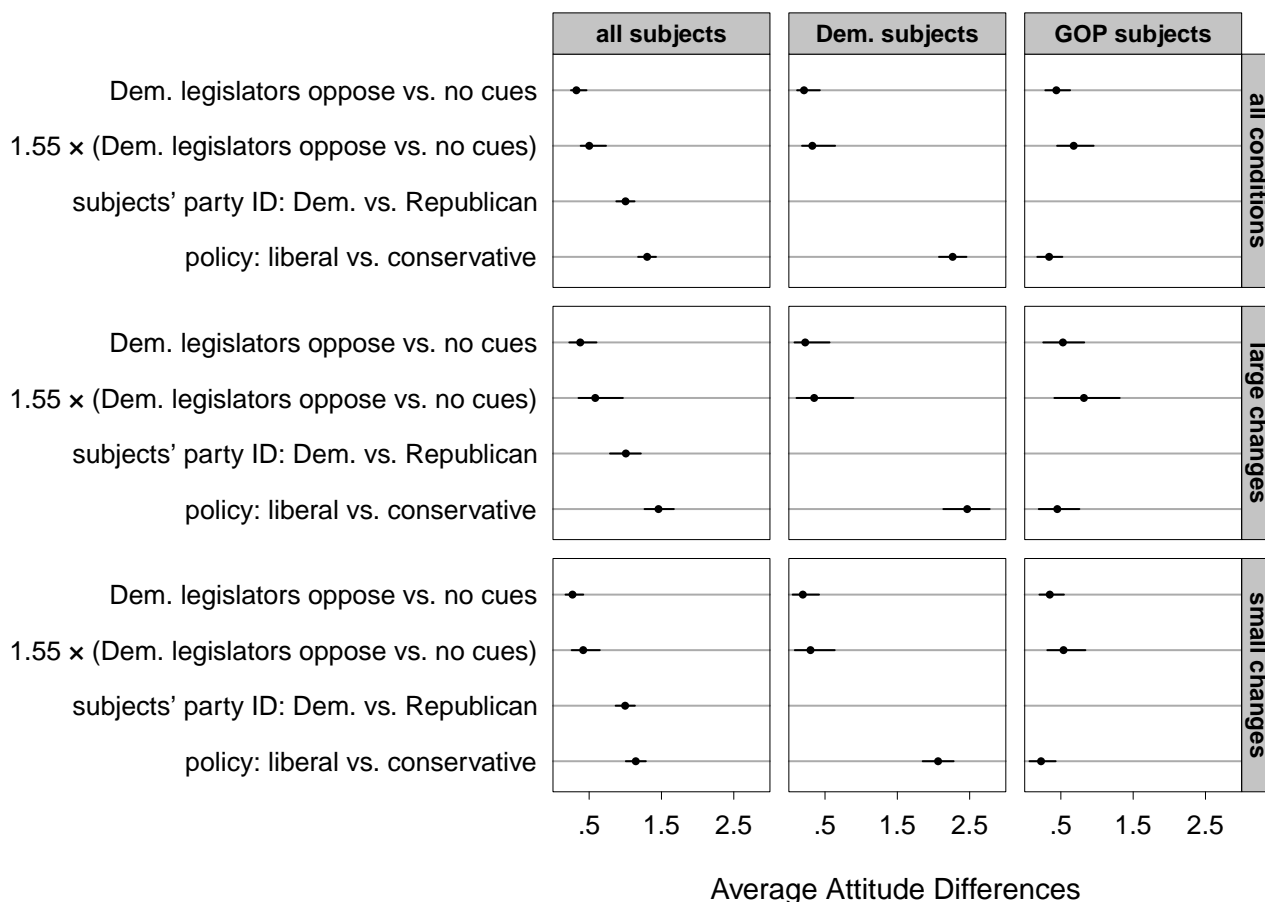 all subjects Dem. subjects GOP subjects
Dem. legislators oppose vs. no cues
1.55 × (Dem. legislators oppose vs. no cues)
subjects’ party ID: Dem. vs. Republican
policy: liberal vs. conservative
all conditions
Dem. legislators oppose vs. no cues
1.55 × (Dem. legislators oppose vs. no cues)
subjects’ party ID: Dem. vs. Republican
policy: liberal vs. conservative
large changes
Dem. legislators oppose vs. no cues
1.55 × (Dem. legislators oppose vs. no cues)
subjects’ party ID: Dem. vs. Republican
policy: liberal vs. conservative
small changes
.5 1.5 2.5 .5 1.5 2.5 .5 1.5 2.5
Average Attitude Differences